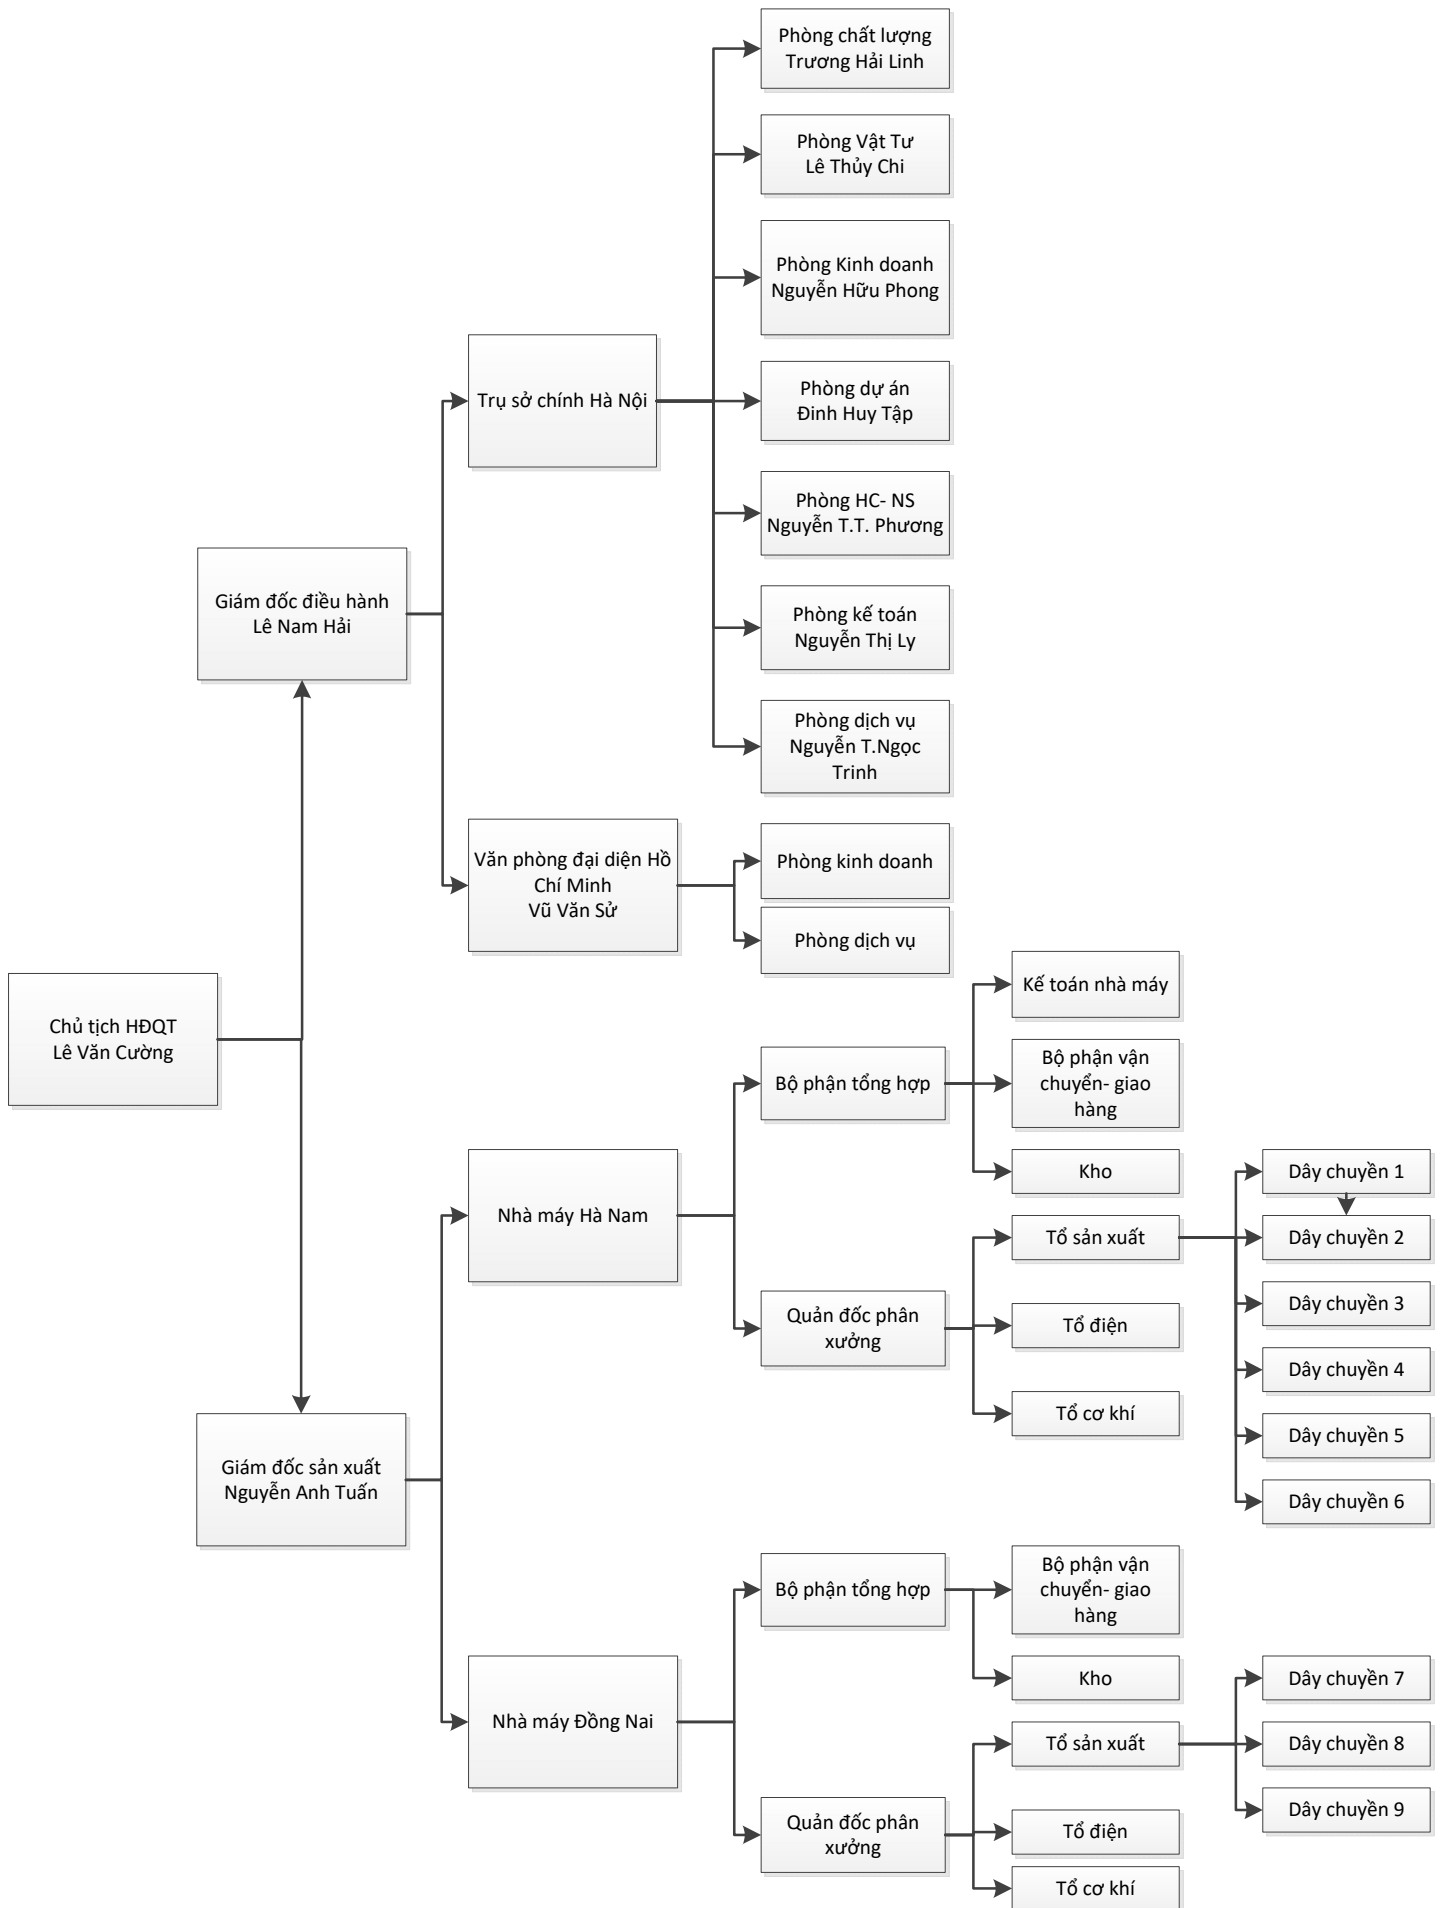 Phòng chất lượng
Trương Hải Linh
Phòng Vật Tư
Lê Thủy Chi
Phòng Kinh doanh
Nguyễn Hữu Phong
Trụ sở chính Hà Nội
Phòng dự án
Đinh Huy Tập
Phòng HC- NS
Nguyễn T.T. Phương
Giám đốc điều hành
Lê Nam Hải
Phòng kế toán
Nguyễn Thị Ly
Phòng dịch vụ
Nguyễn T.Ngọc
Trinh
Văn phòng đại diện Hồ
Chí Minh
Vũ Văn Sử
Phòng kinh doanh
Phòng dịch vụ
Chủ tịch HĐQT
Lê Văn Cường
Kế toán nhà máy
Bộ phận tổng hợp
Bộ phận vận
chuyển- giao
hàng
Kho
Nhà máy Hà Nam
Tổ sản xuất
Dây chuyền 1
Dây chuyền 2
Dây chuyền 3
Quản đốc phân
xưởng
Tổ điện
Dây chuyền 4
Tổ cơ khí
Dây chuyền 5
Dây chuyền 6
Giám đốc sản xuất
Nguyễn Anh Tuấn
Bộ phận tổng hợp
Bộ phận vận
chuyển- giao
hàng
Kho
Nhà máy Đồng Nai
Tổ sản xuất
Dây chuyền 7
Dây chuyền 8
Dây chuyền 9
Quản đốc phân
xưởng
Tổ điện
Tổ cơ khí